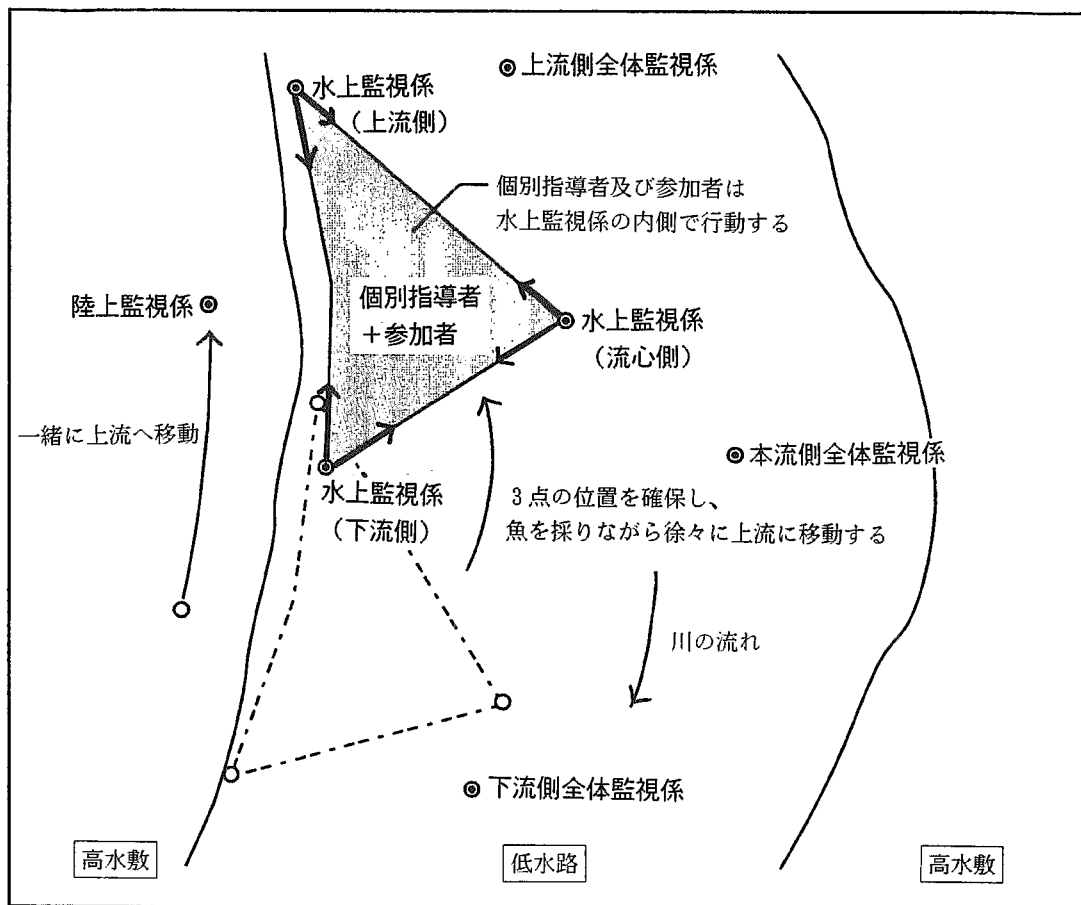 上流側全体監視係
水上監視係
（上流側）
個別指導者及び参加者は
水上監視係の内側で行動する
陸上監視係
個別指導者
＋参加者
水上監視係
（流心側）
一緒に上流へ移動
本流側全体監視係
水上監視係
（下流側）
3点の位置を確保し、
魚を採りながら徐々に上流に移動する
川の流れ
下流側全体監視係
高水敷
低水路
高水敷